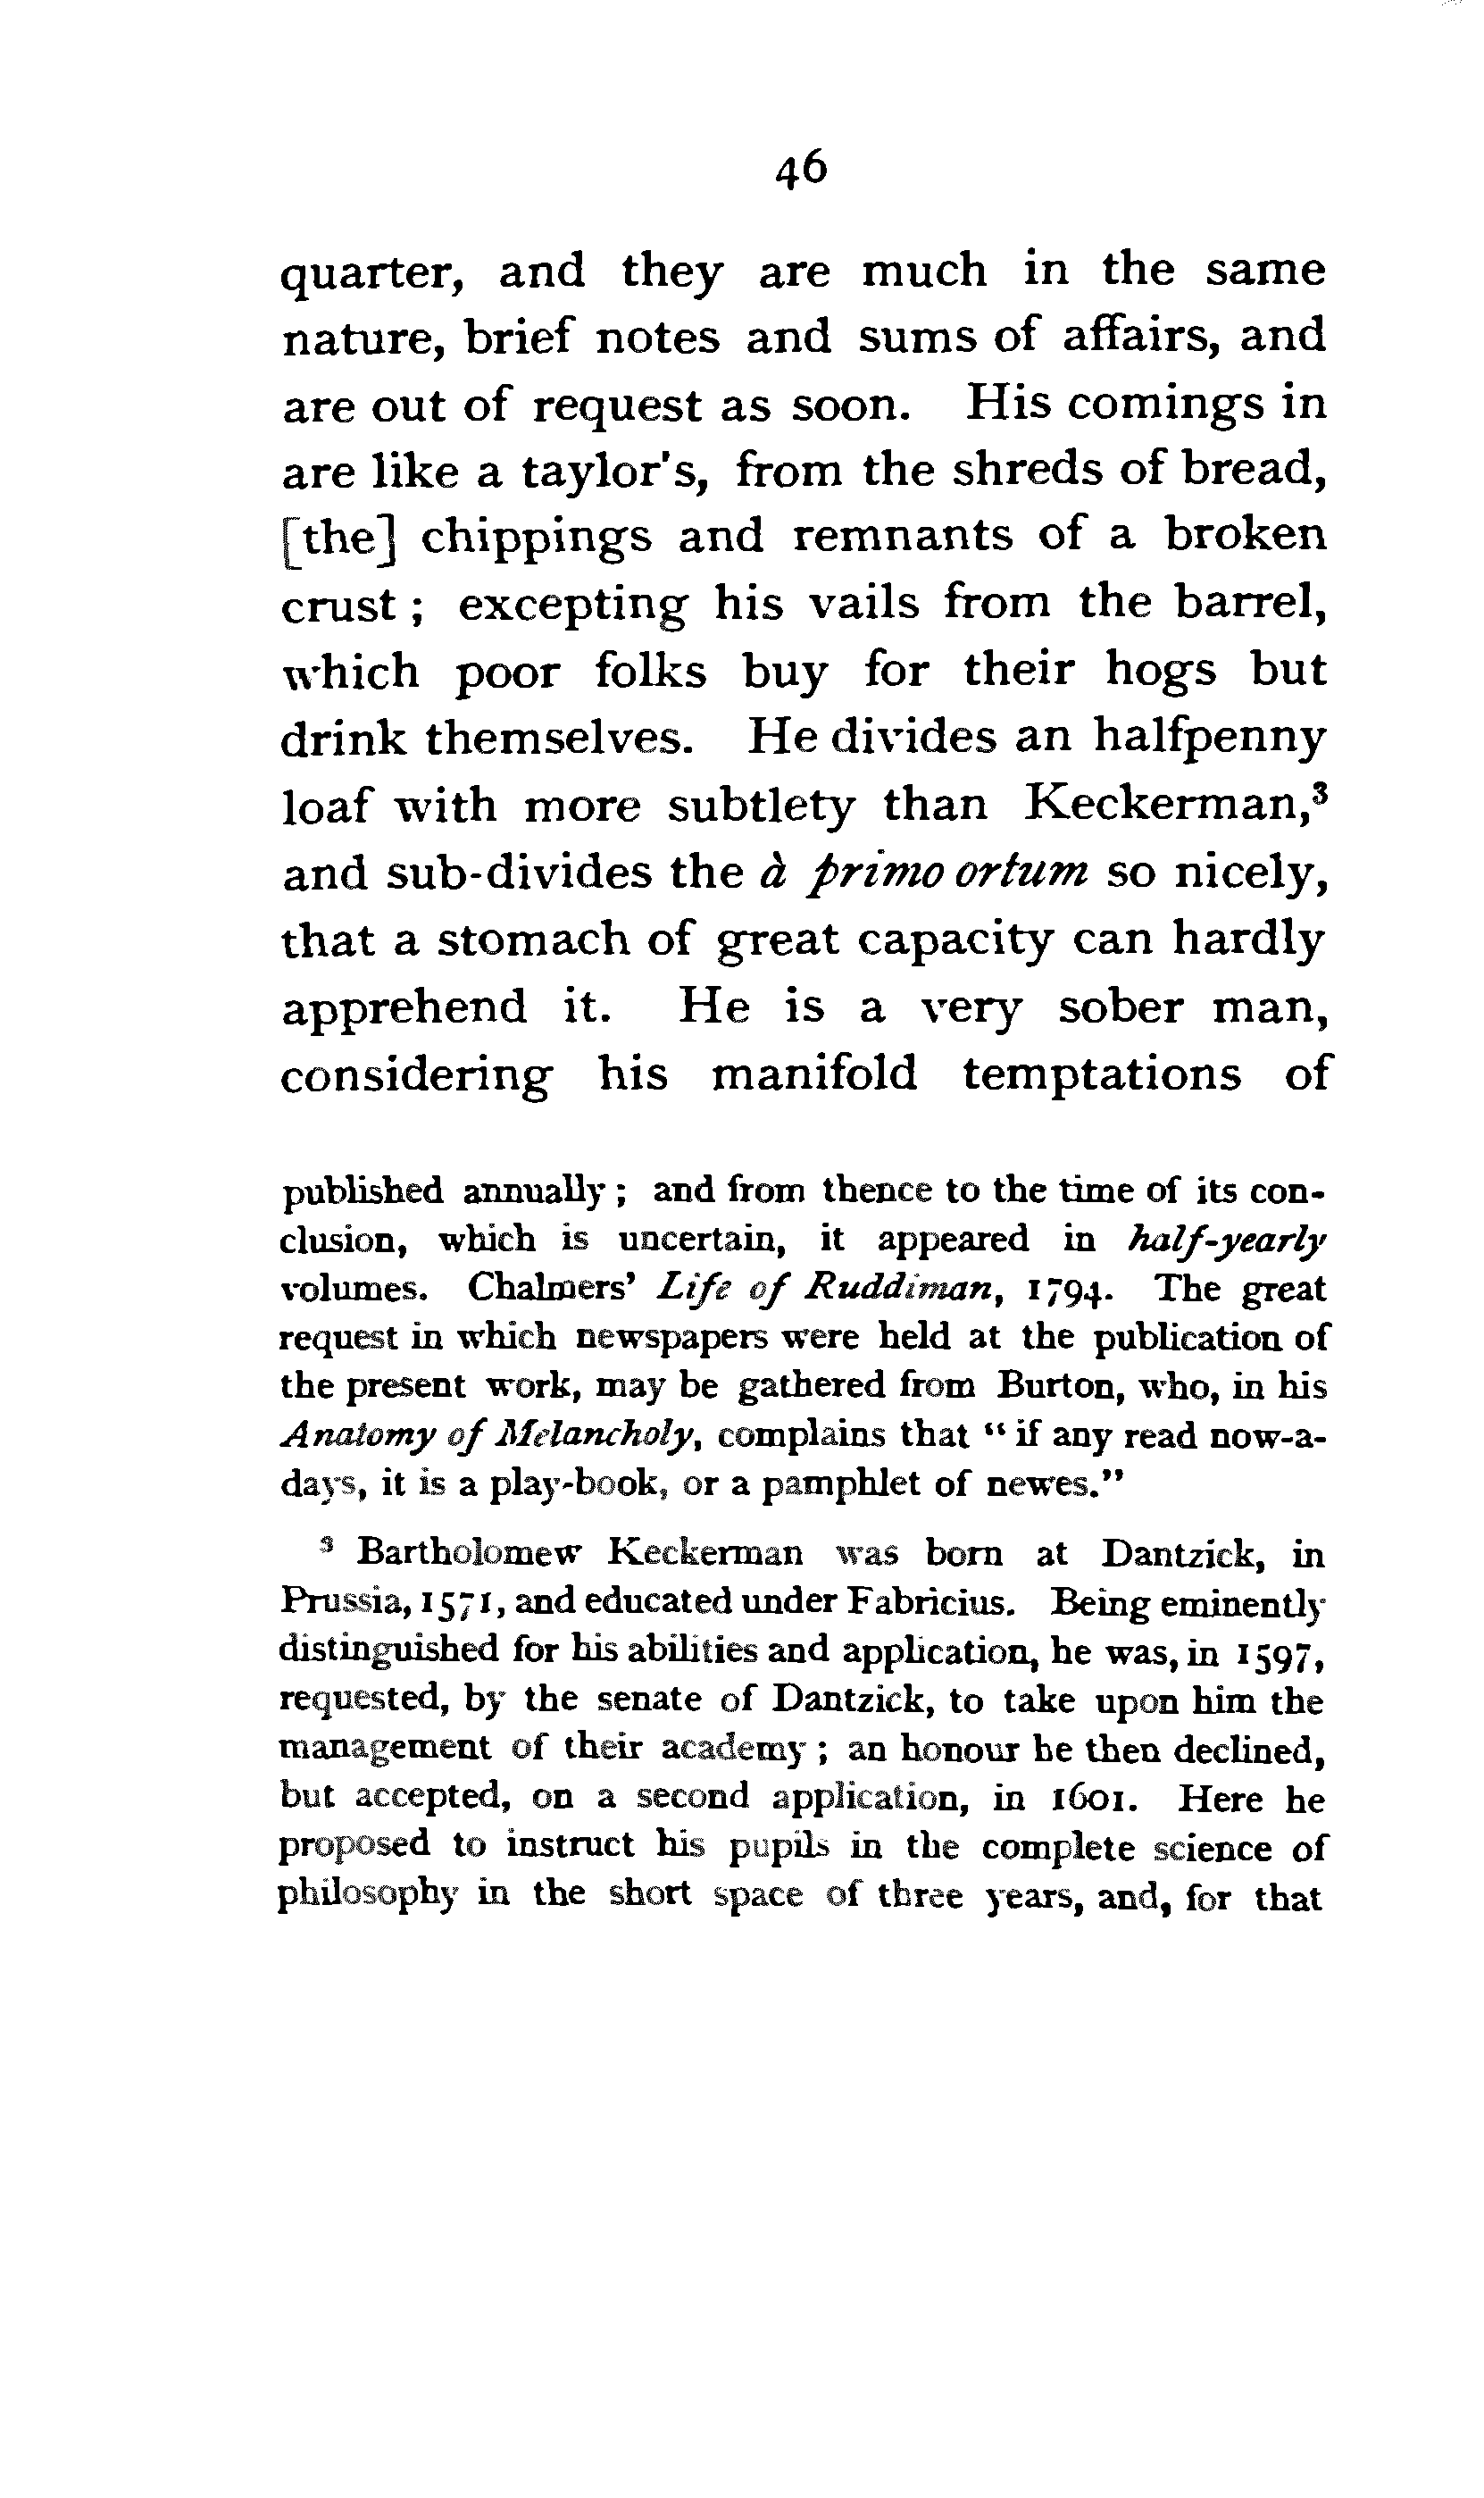 46
quarter, and they are much in the same
nature, brief notes and sums of affairs, and
are out of request as soon. His comings in
are like a taylor's, from the shreds of bread,
[the] chippings and remnants of a broken
crust ; excepting his vails from the barrel,
which poor folks buy for their hogs but
drink themselves. He divides an halfpenny
loaf with more subtlety than Keckerman,³
and sub-divides the à primo ortum so nicely,
that a stomach of great capacity can hardly
apprehend it. He is a very sober man,
considering his manifold temptations of
published annually ; and from thence to the time of its con-
clusion, which is uncertain, it appeared in half-yearly
volumes. Chalmers' Life of Ruddiman, 1794. The great
request in which newspapers were held at the publication of
the present work, may be gathered from Burton, who, in his
Anatomy of Melancholy, complains that “ if any read now-a-
days, it is a play-book, or a pamphlet of newes.”
³ Bartholomew Keckerman was born at Dantzick, in
Prussia, 1571, and educated under Fabricius. Being eminently
distinguished for his abilities and application, he was, in 1597,
requested, by the senate of Dantzick, to take upon him the
management of their academy ; an honour he then declined,
but accepted, on a second application, in 1601. Here he
proposed to instruct his pupils in the complete science of
philosophy in the short space of three years, and, for that